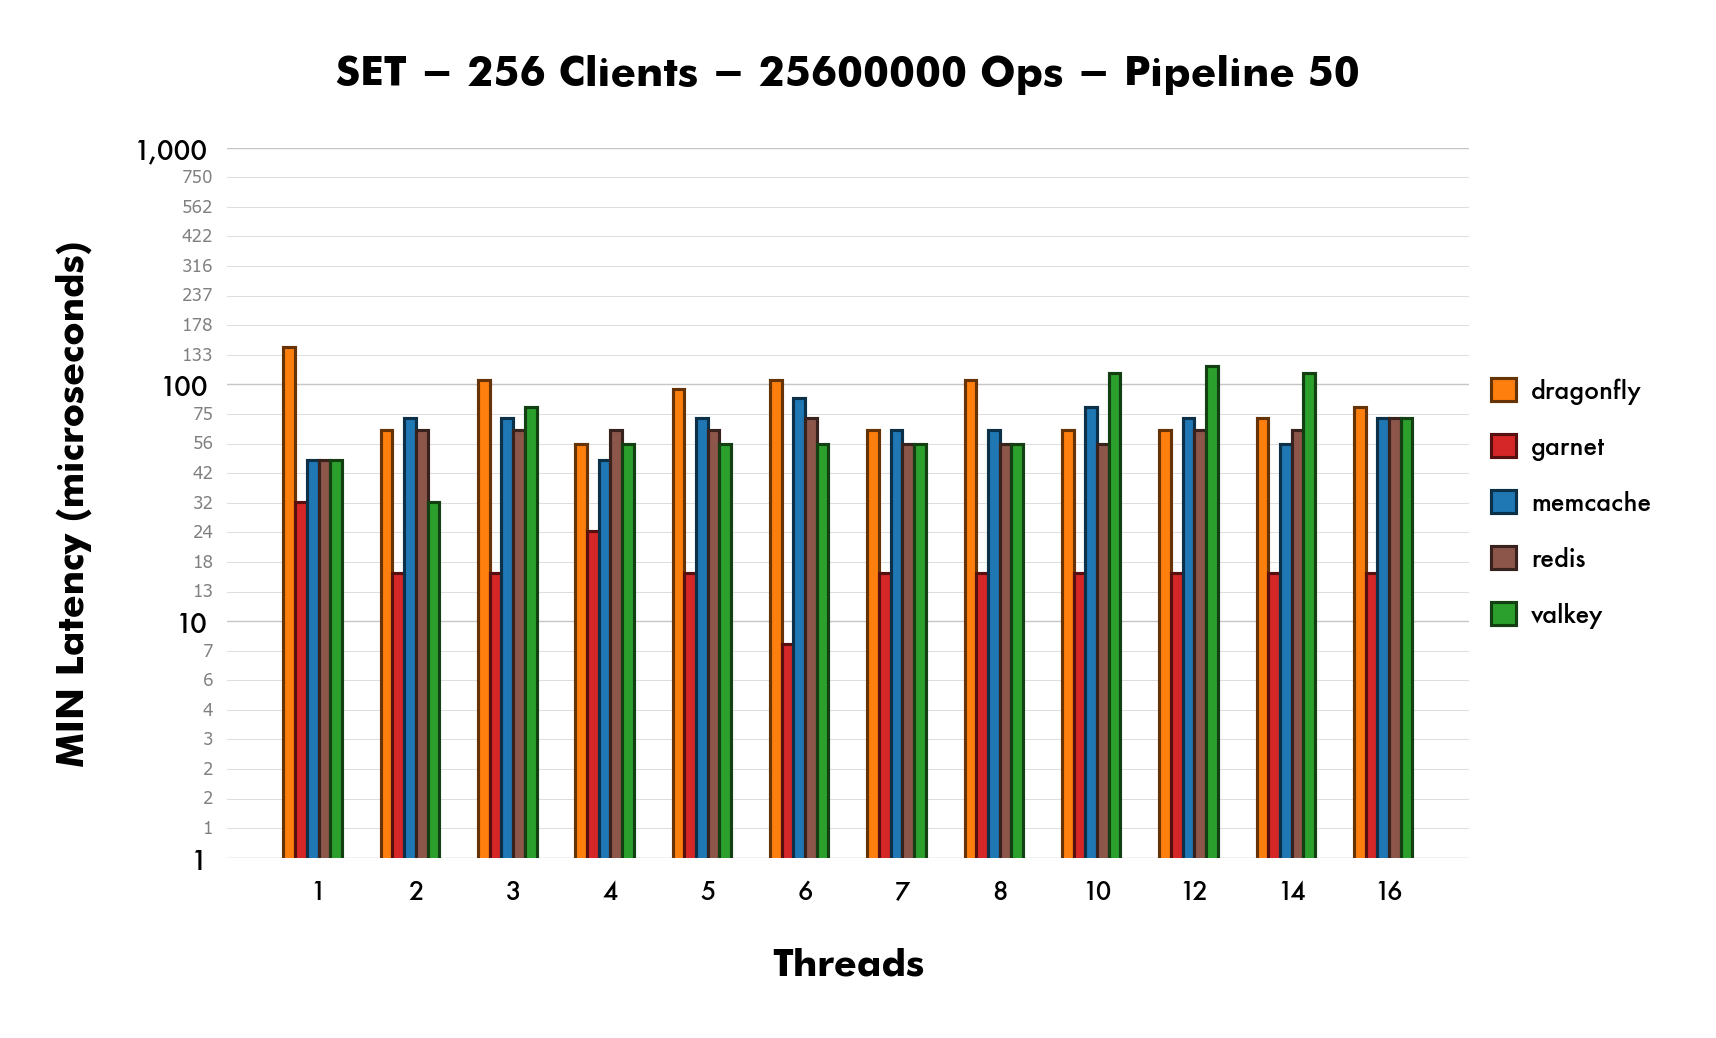 SET – 256 Clients – 25600000 Ops – Pipeline 50
MIN Latency (microseconds)
1,000
750
562
422
316
237
178
133
100
75
56
42
32
24
18
13
10
7
6
4
3
2
2
1
1
1 2 3 4 5 6 7 8 10 12 14 16
Threads
dragonfly
garnet
memcache
redis
valkey